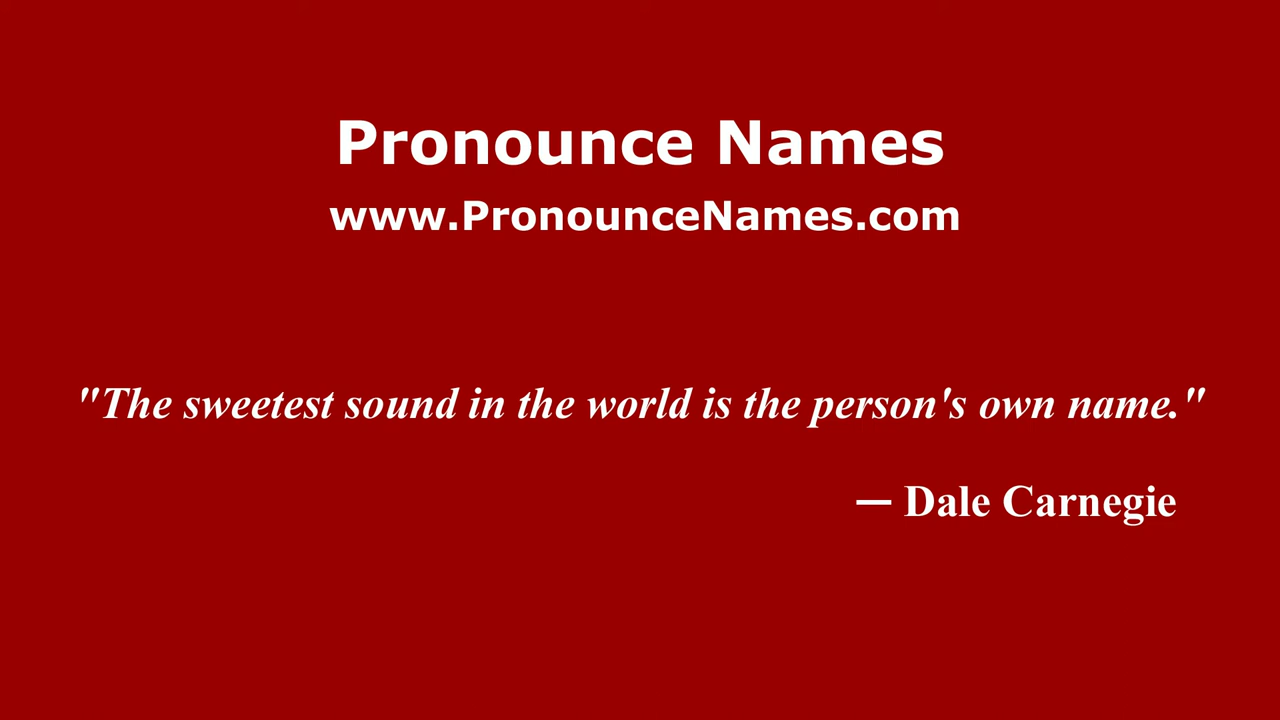 Pronounce Names
www.PronounceNames.com
"The sweetest sound in the world is the person's own name."
— Dale Carnegie